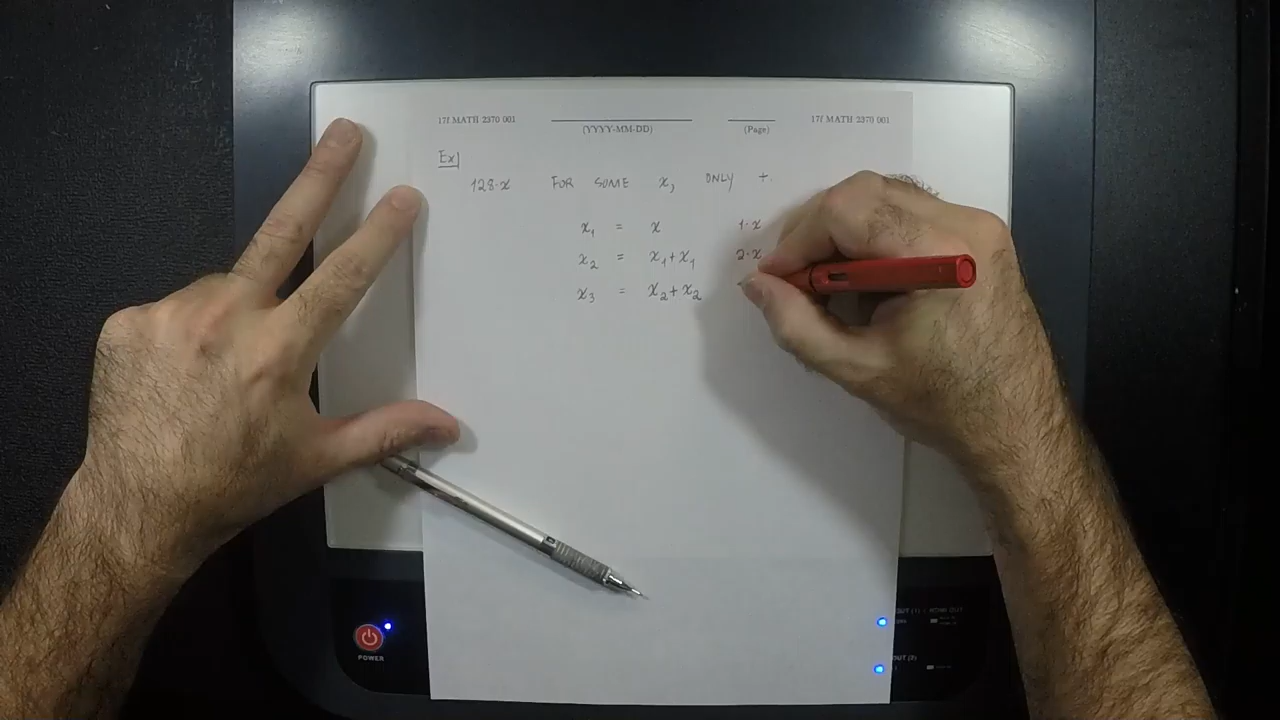 17f MATH 2370 001 (YYYY-MM-DD) (Page) 17f MATH 2370 001
Ex
128·x FOR SOME x, ONLY +.
x₁ = x 1·x
x₂ = x₁+x₁ 2·x
x₃ = x₂+x₂
POWER